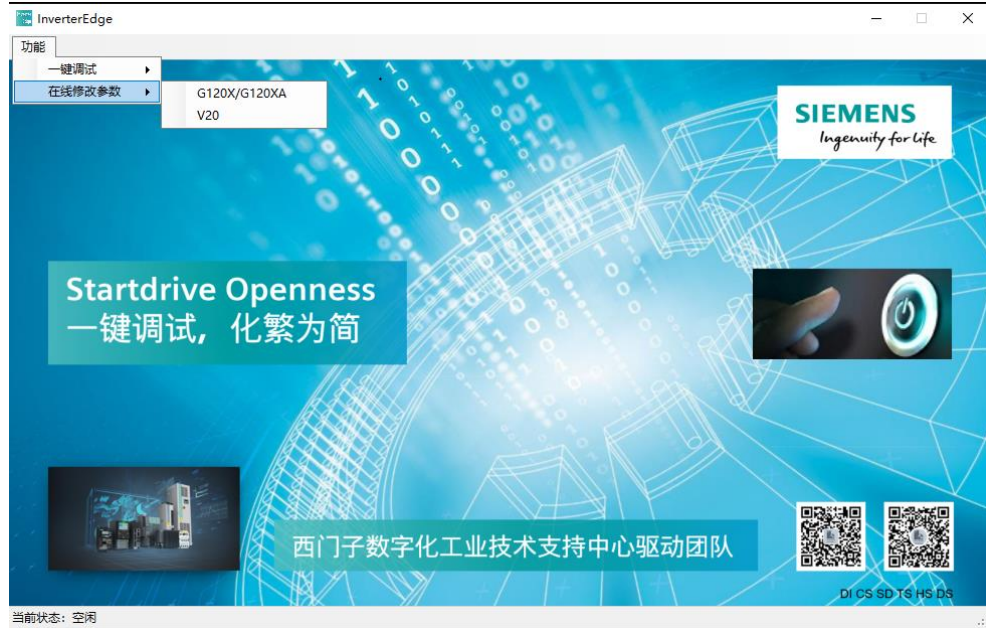 InverterEdge
功能
一键调试
在线修改参数
G120X/G120XA
V20
SIEMENS
Ingenuity for life
Startdrive Openness
一键调试，化繁为简
西门子数字化工业技术支持中心驱动团队
DI CS SD TS HS DS
当前状态：空闲